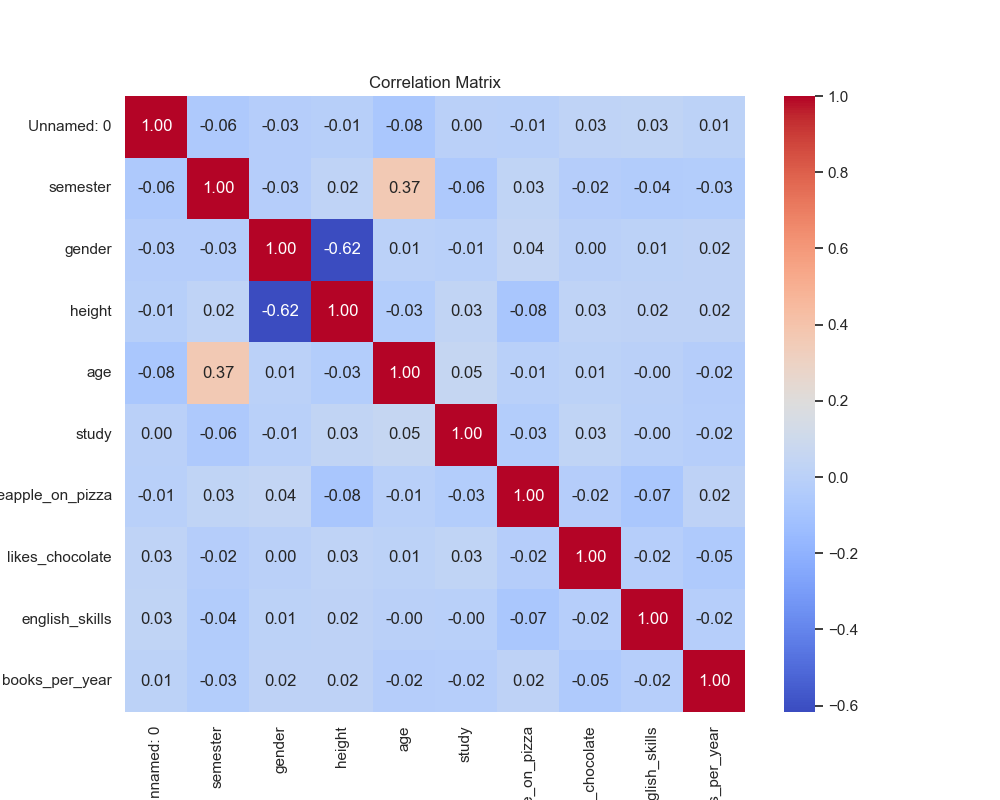 Correlation Matrix
Unnamed: 0 1.00 -0.06 -0.03 -0.01 -0.08 0.00 -0.01 0.03 0.03 0.01
semester -0.06 1.00 -0.03 0.02 0.37 -0.06 0.03 -0.02 -0.04 -0.03
gender -0.03 -0.03 1.00 -0.62 0.01 -0.01 0.04 0.00 0.01 0.02
height -0.01 0.02 -0.62 1.00 -0.03 0.03 -0.08 0.03 0.02 0.02
age -0.08 0.37 0.01 -0.03 1.00 0.05 -0.01 0.01 -0.00 -0.02
study 0.00 -0.06 -0.01 0.03 0.05 1.00 -0.03 0.03 -0.00 -0.02
eapple_on_pizza -0.01 0.03 0.04 -0.08 -0.01 -0.03 1.00 -0.02 -0.07 0.02
likes_chocolate 0.03 -0.02 0.00 0.03 0.01 0.03 -0.02 1.00 -0.02 -0.05
english_skills 0.03 -0.04 0.01 0.02 -0.00 -0.00 -0.07 -0.02 1.00 -0.02
books_per_year 0.01 -0.03 0.02 0.02 -0.02 -0.02 0.02 -0.05 -0.02 1.00
nnamed: 0
semester
gender
height
age
study
e_on_pizza
_chocolate
glish_skills
s_per_year
1.0
0.8
0.6
0.4
0.2
0.0
−0.2
−0.4
−0.6